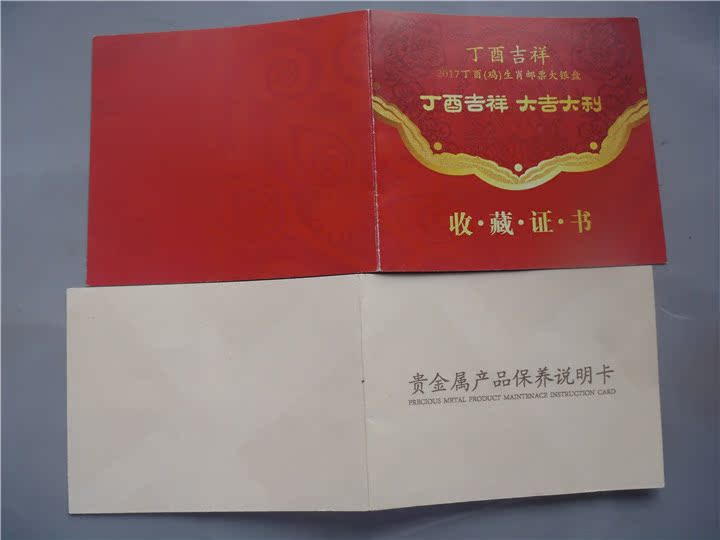 丁酉吉祥
2017丁酉(鸡)生肖邮票大银盘
丁酉吉祥 大吉大利
收·藏·证·书
贵金属产品保养说明卡
PRECIOUS METAL PRODUCT MAINTENACE INSTRUCTION CARD